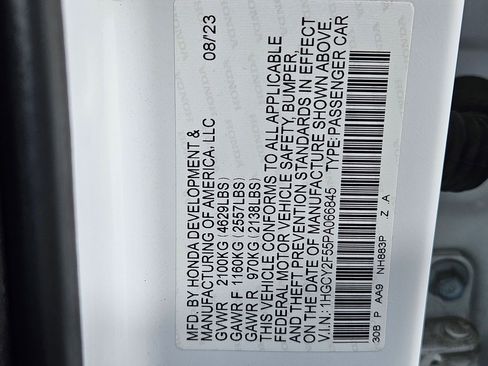 MFD. BY HONDA DEVELOPMENT & 08/'23
MANUFACTURING OF AMERICA, LLC
GVWR 2100KG (4629LBS)
GAWR F 1160KG (2557LBS)
GAWR R 970KG (2138LBS)
THIS VEHICLE CONFORMS TO ALL APPLICABLE
FEDERAL MOTOR VEHICLE SAFETY, BUMPER,
AND THEFT PREVENTION STANDARDS IN EFFECT
ON THE DATE OF MANUFACTURE SHOWN ABOVE.
V.I.N.: 1HGCY2F55PA066845 TYPE: PASSENGER CAR
30B P AA9 NH883P . Z . A